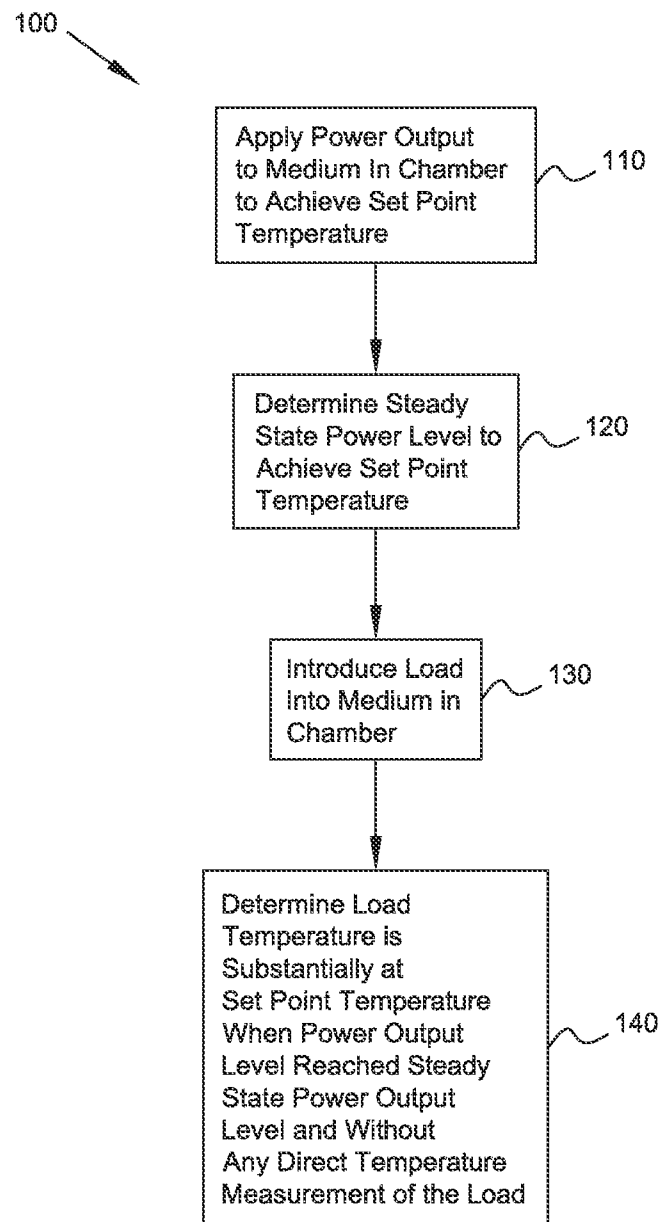 100
Apply Power Output
to Medium In Chamber
to Achieve Set Point
Temperature
110
Determine Steady
State Power Level to
Achieve Set Point
Temperature
120
Introduce Load
Into Medium in
Chamber
130
Determine Load
Temperature is
Substantially at
Set Point Temperature
When Power Output
Level Reached Steady
State Power Output
Level and Without
Any Direct Temperature
Measurement of the Load
140